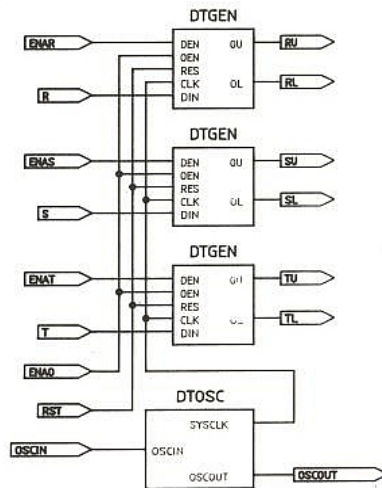 DTGEN
ENAR DEN OU RU
OEN
RES
CLK OL RL
R DIN
DTGEN
ENAS DEN OU SU
OEN
RES
CLK OL SL
S DIN
DTGEN
ENAT DEN TU
OEN
RES
CLK TL
T DIN
ENAO
RST
DTOSC
SYSCLK
OSCIN OSCIN
OSCOUT OSCOUT